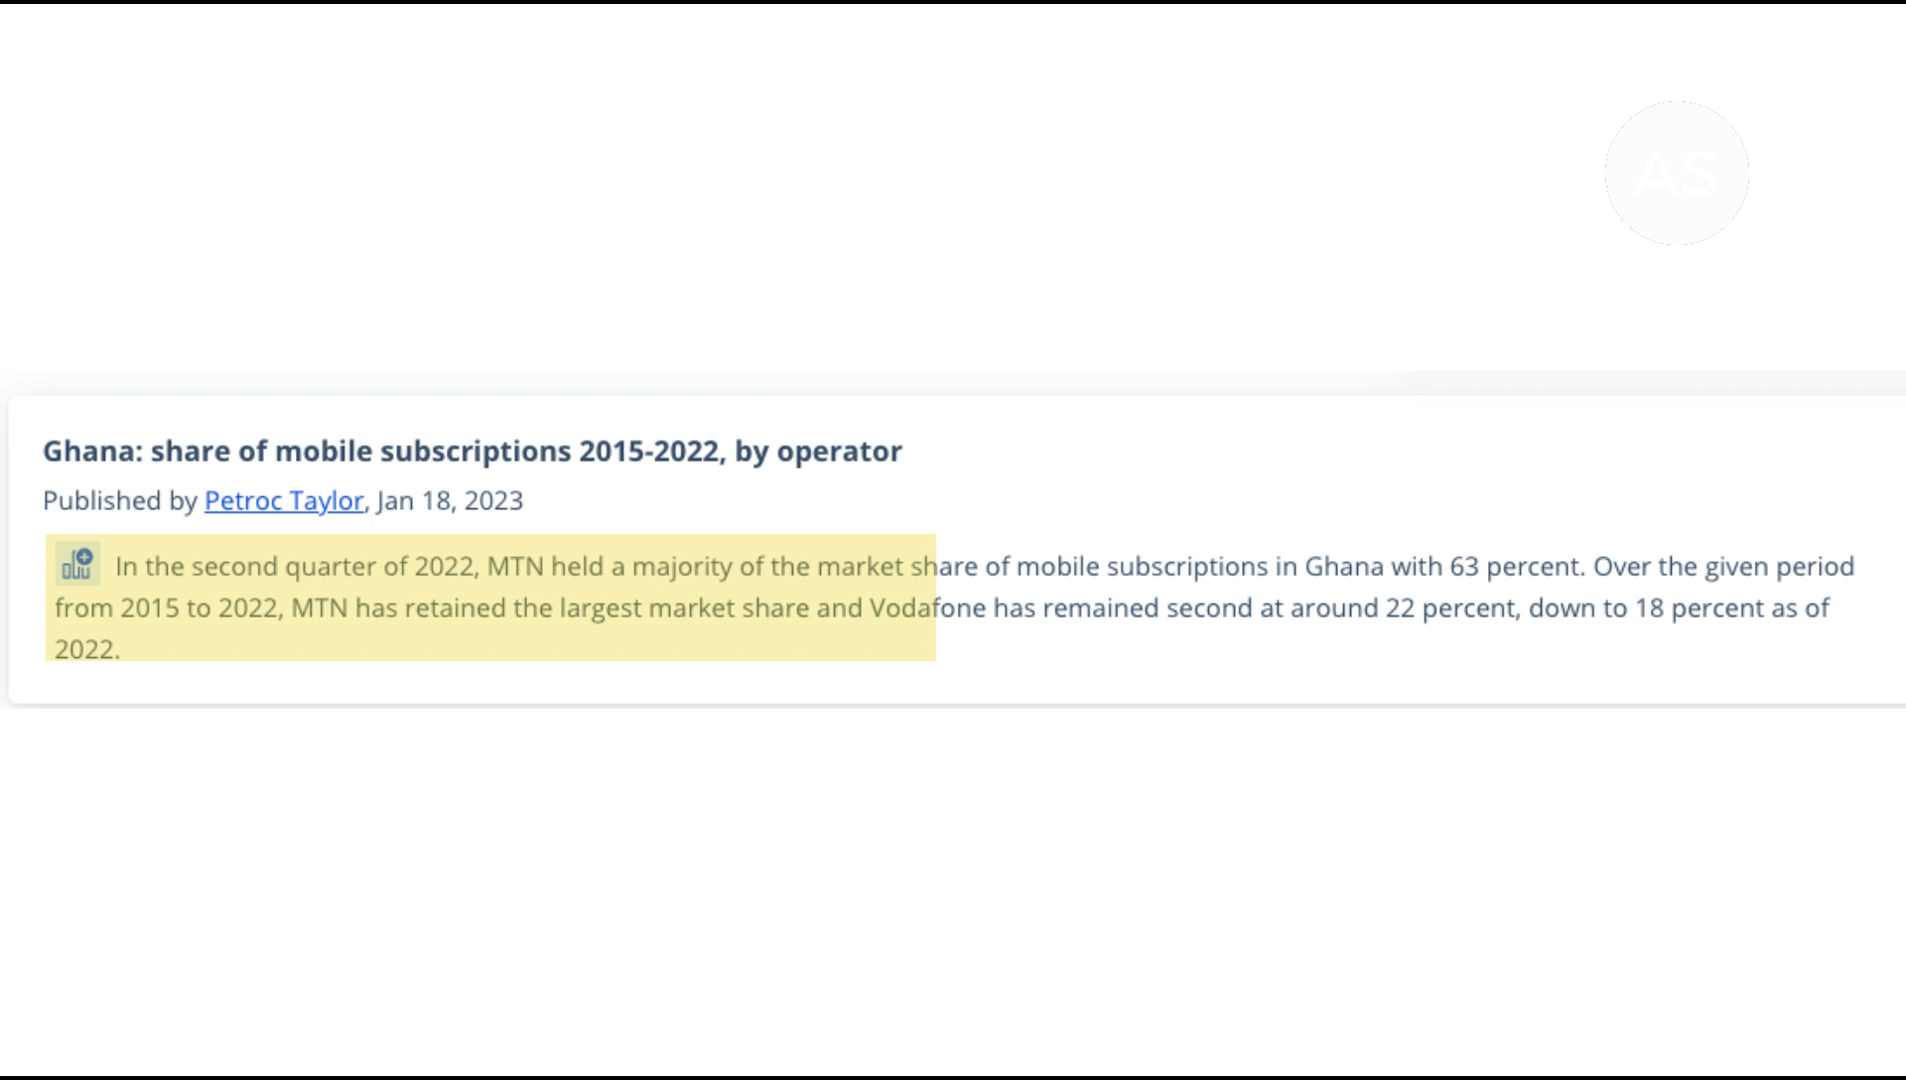 AS
Ghana: share of mobile subscriptions 2015-2022, by operator
Published by Petroc Taylor, Jan 18, 2023
In the second quarter of 2022, MTN held a majority of the market share of mobile subscriptions in Ghana with 63 percent. Over the given period
from 2015 to 2022, MTN has retained the largest market share and Vodafone has remained second at around 22 percent, down to 18 percent as of
2022.